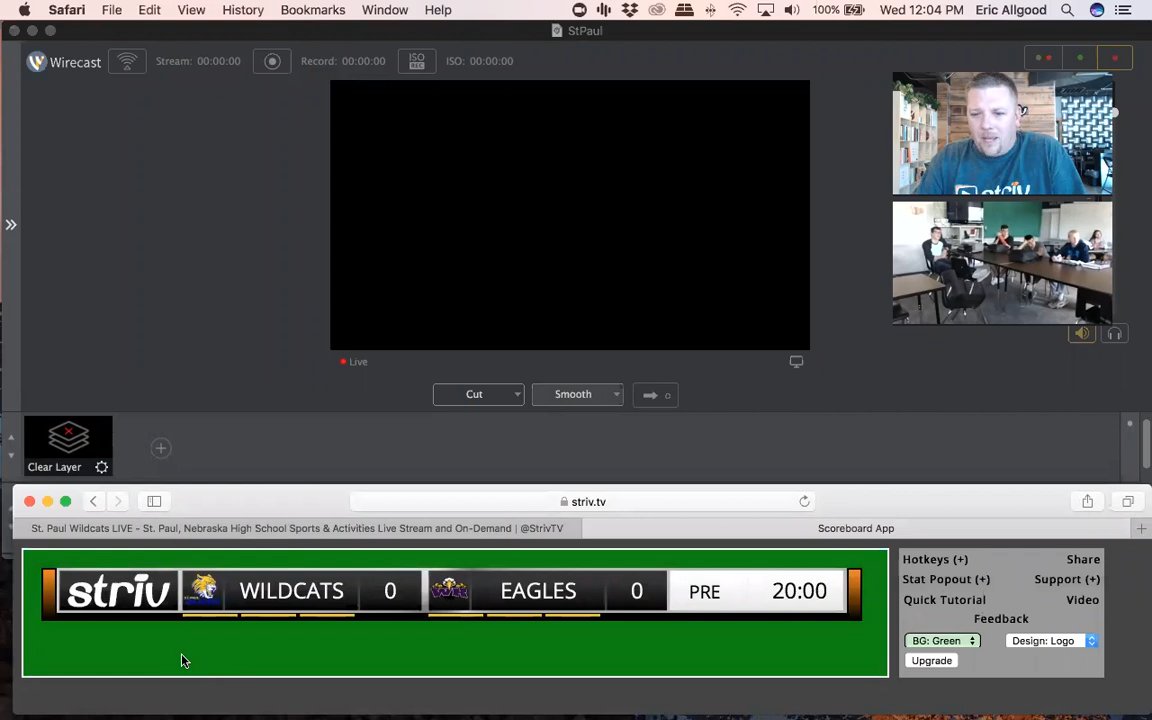 Safari File Edit View History Bookmarks Window Help 100% Wed 12:04 PM Eric Allgood
StPaul
Wirecast Stream: 00:00:00 Record: 00:00:00 ISO REC ISO: 00:00:00
striv
Live
Cut Smooth
Clear Layer
striv.tv
St. Paul Wildcats LIVE - St. Paul, Nebraska High School Sports & Activities Live Stream and On-Demand | @StrivTV Scoreboard App
striv WILDCATS 0 EAGLES 0 PRE 20:00
Hotkeys (+) Share
Stat Popout (+) Support (+)
Quick Tutorial Video
Feedback
BG: Green Design: Logo
Upgrade